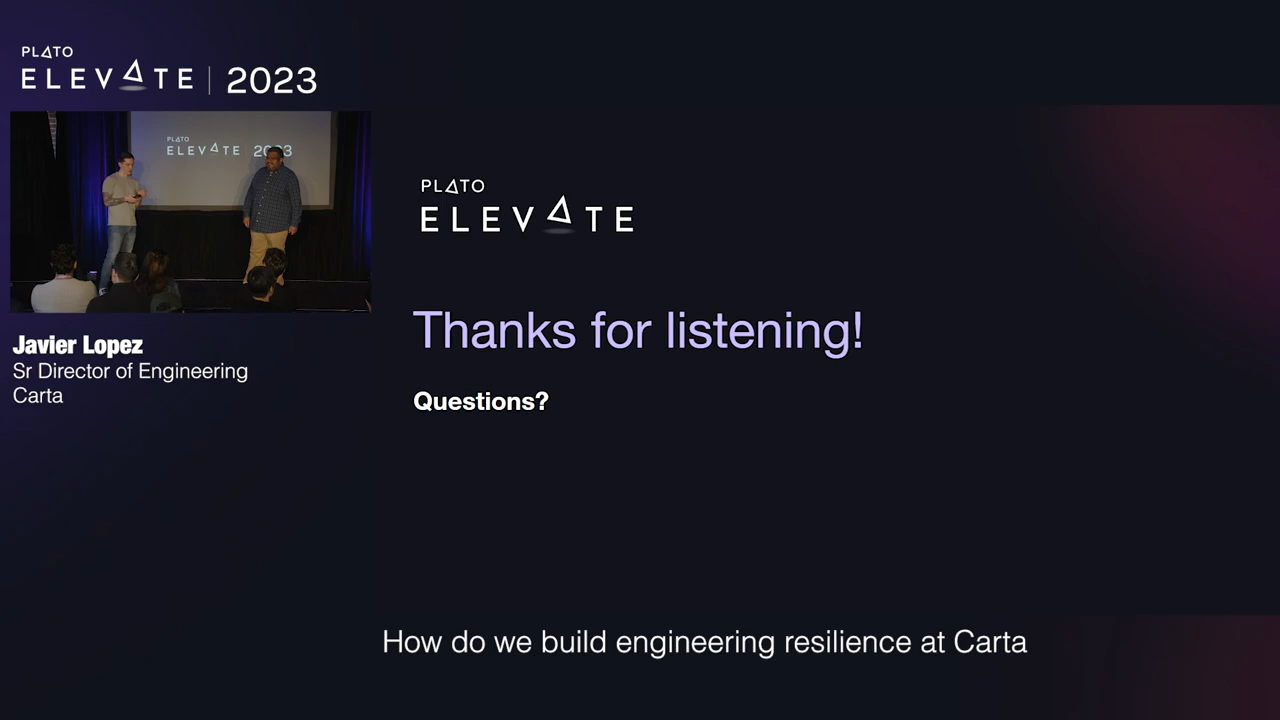 PLATO
ELEVATE | 2023
PLATO
ELEVATE 2023
Javier Lopez
Sr Director of Engineering
Carta
PLATO
ELEVATE
Thanks for listening!
Questions?
How do we build engineering resilience at Carta